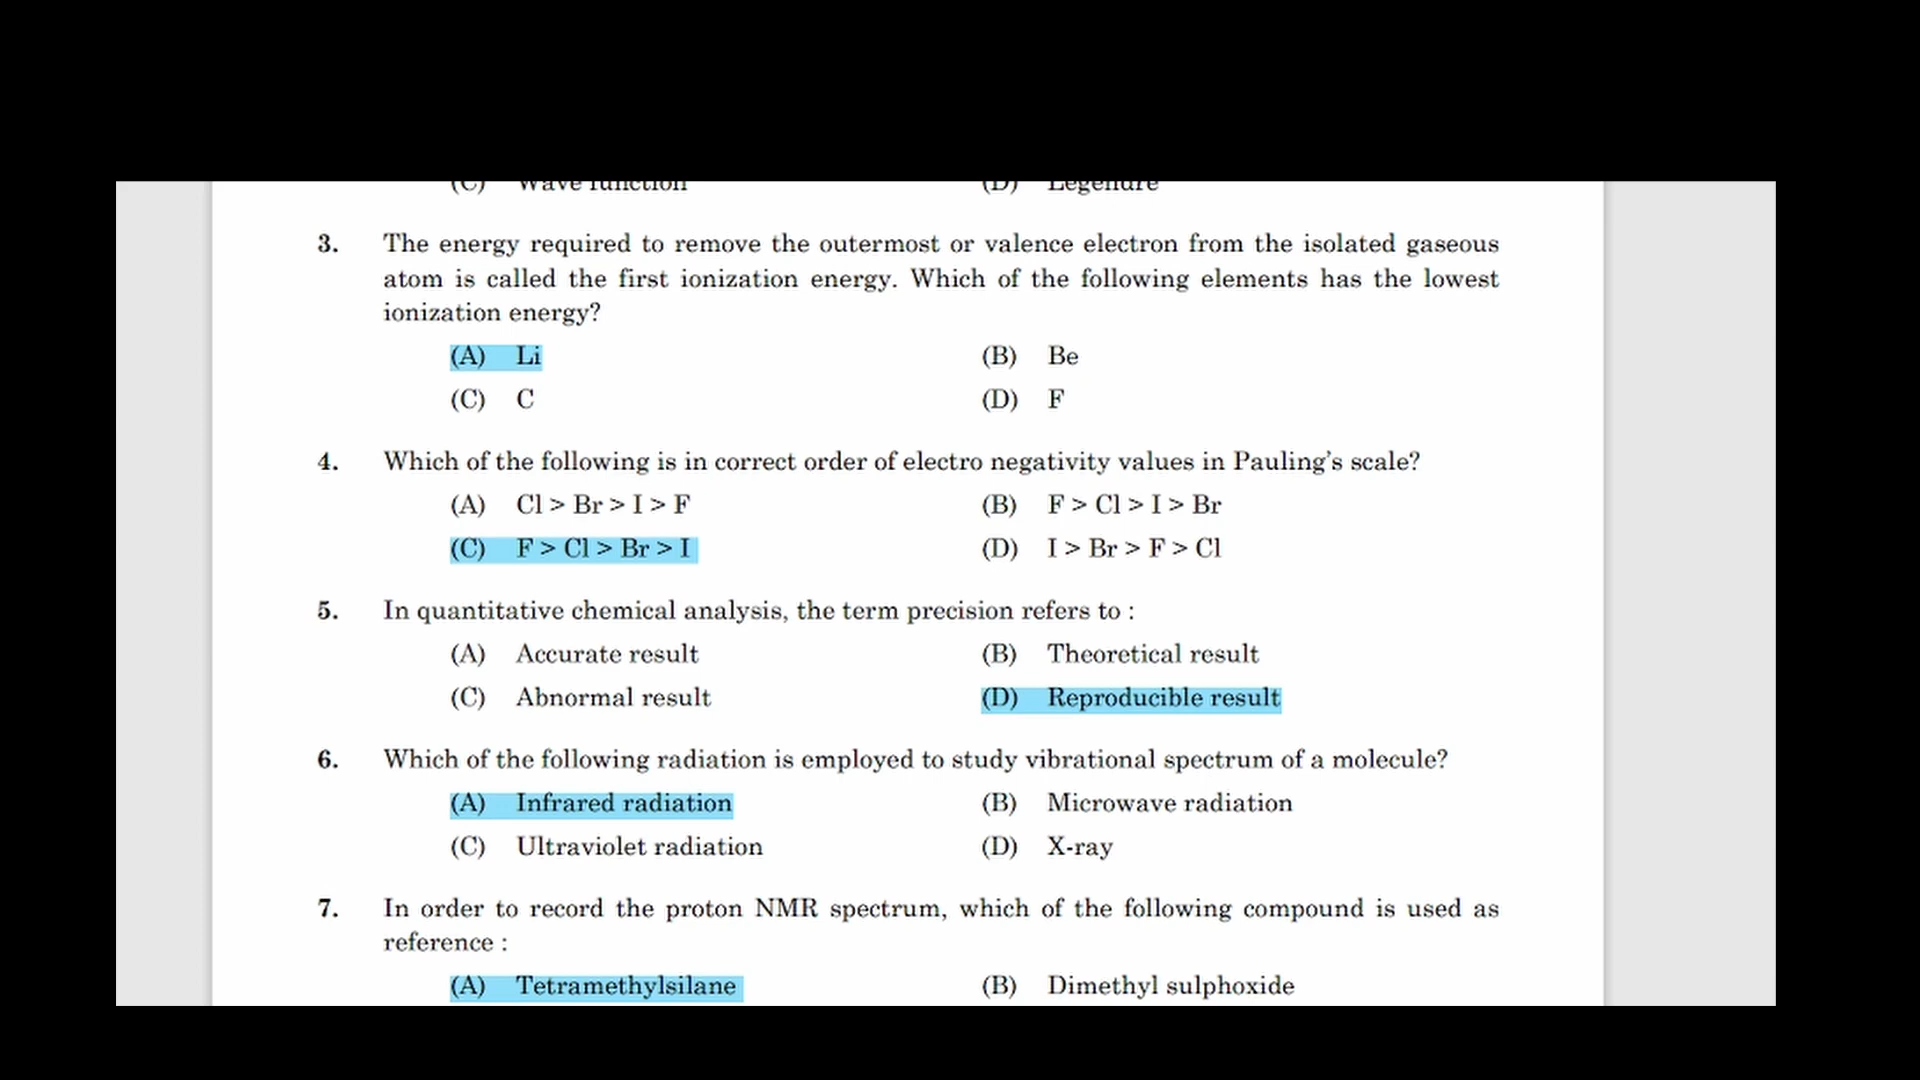 (C) Wave function (D) Legendre
3. The energy required to remove the outermost or valence electron from the isolated gaseous
atom is called the first ionization energy. Which of the following elements has the lowest
ionization energy?
(A) Li (B) Be
(C) C (D) F
4. Which of the following is in correct order of electro negativity values in Pauling's scale?
(A) Cl > Br > I > F (B) F > Cl > I > Br
(C) F > Cl > Br > I (D) I > Br > F > Cl
5. In quantitative chemical analysis, the term precision refers to :
(A) Accurate result (B) Theoretical result
(C) Abnormal result (D) Reproducible result
6. Which of the following radiation is employed to study vibrational spectrum of a molecule?
(A) Infrared radiation (B) Microwave radiation
(C) Ultraviolet radiation (D) X-ray
7. In order to record the proton NMR spectrum, which of the following compound is used as
reference :
(A) Tetramethylsilane (B) Dimethyl sulphoxide